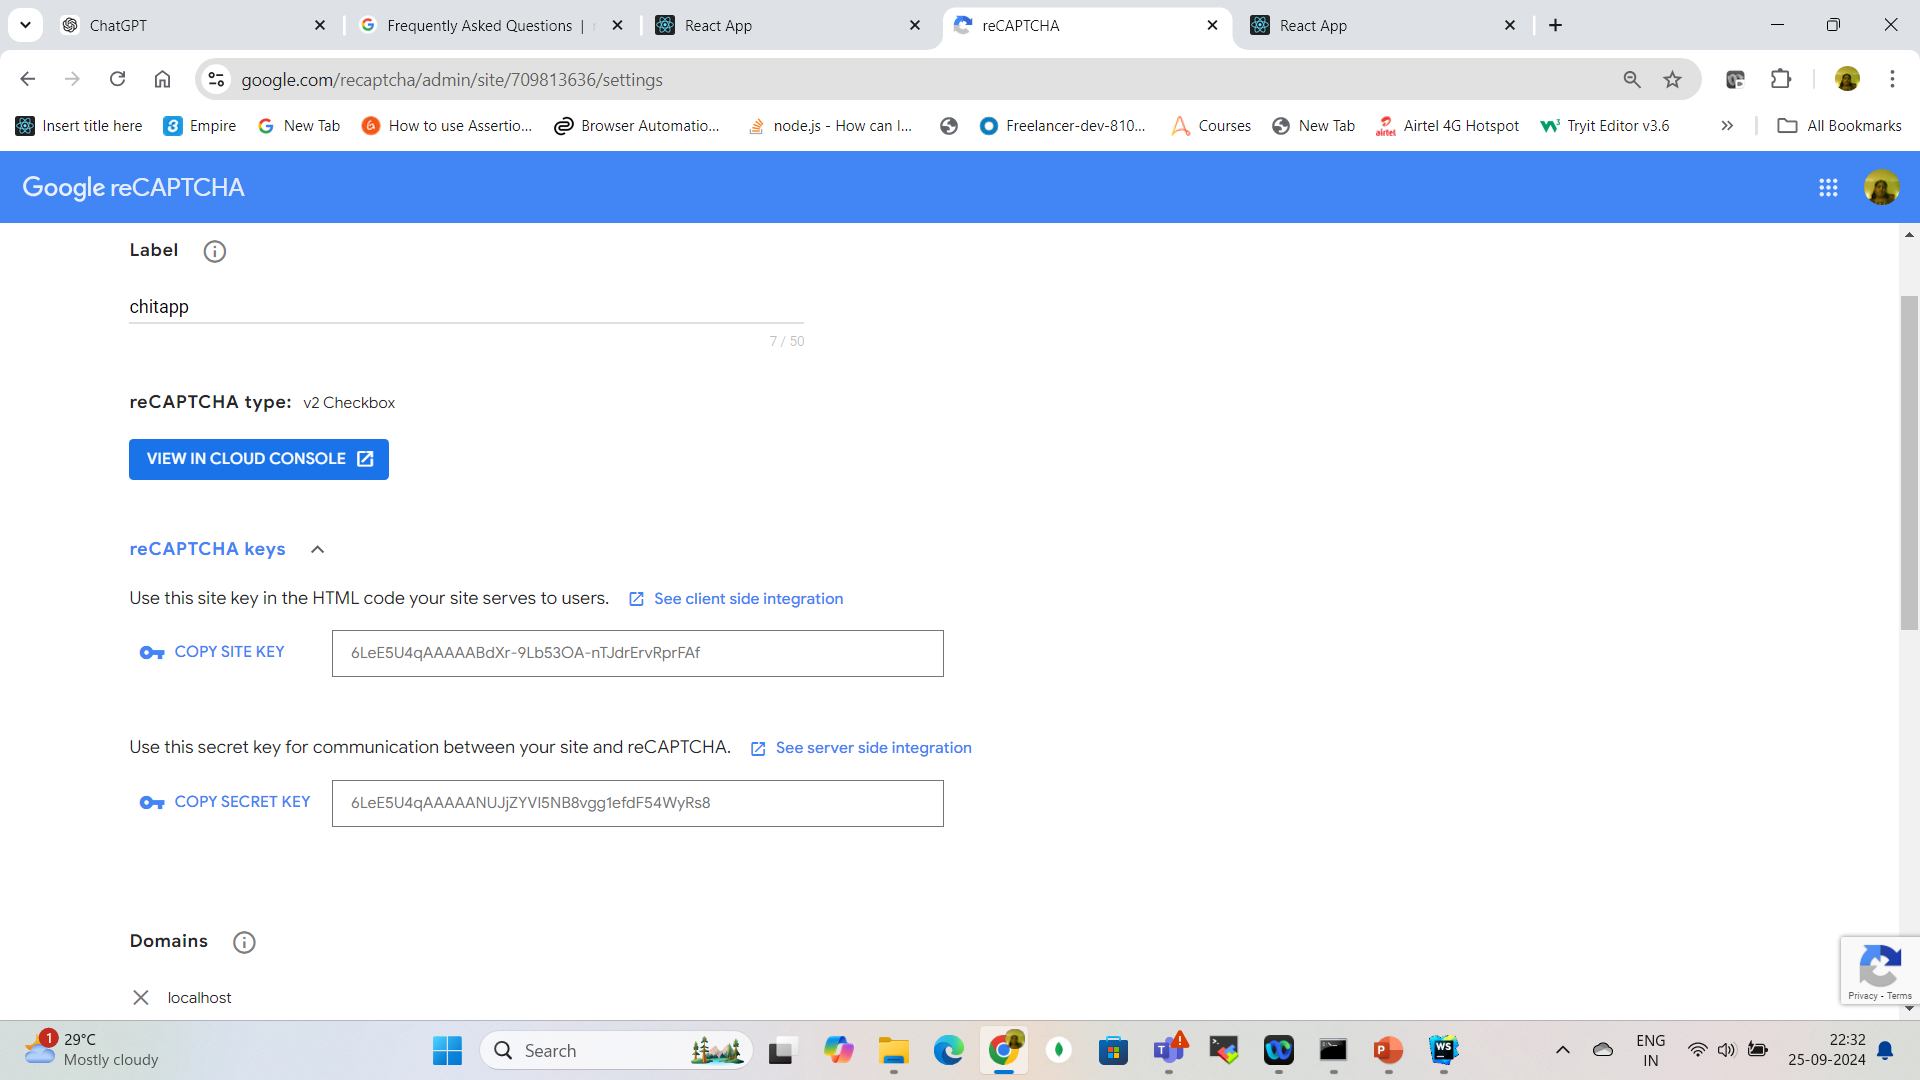 ChatGPT
Frequently Asked Questions |
React App
reCAPTCHA
React App
google.com/recaptcha/admin/site/709813636/settings
Insert title here
Empire
New Tab
How to use Assertio...
Browser Automatio...
node.js - How can I...
Freelancer-dev-810...
Courses
New Tab
Airtel 4G Hotspot
Tryit Editor v3.6
All Bookmarks
Google reCAPTCHA
Label
chitapp
7 / 50
reCAPTCHA type: v2 Checkbox
VIEW IN CLOUD CONSOLE
reCAPTCHA keys
Use this site key in the HTML code your site serves to users. See client side integration
COPY SITE KEY 6LeE5U4qAAAAABdXr-9Lb53OA-nTJdrErvRprFAf
Use this secret key for communication between your site and reCAPTCHA. See server side integration
COPY SECRET KEY 6LeE5U4qAAAAANUJjZYVI5NB8vgg1efdF54WyRs8
Domains
localhost
Privacy - Terms
1
29°C
Mostly cloudy
Search
ENG
IN
22:32
25-09-2024